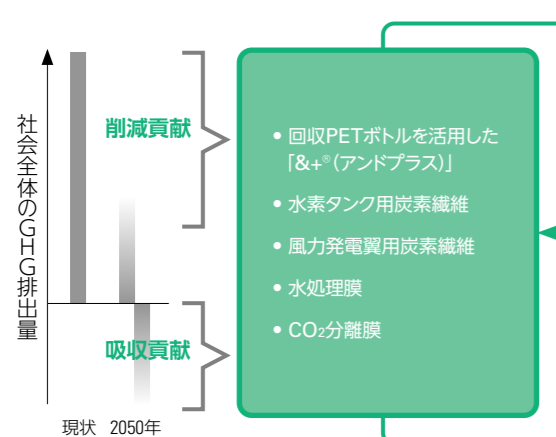 社会全体のGHG排出量
削減貢献
吸収貢献
現状 2050年
• 回収PETボトルを活用した
「&+®(アンドプラス)」
• 水素タンク用炭素繊維
• 風力発電翼用炭素繊維
• 水処理膜
• CO₂分離膜